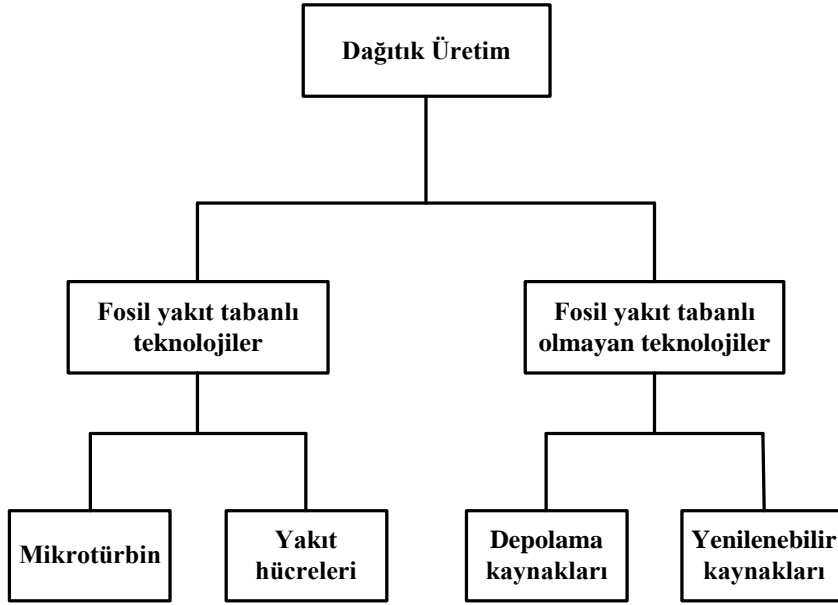 Dağıtık Üretim
Fosil yakıt tabanlı
teknolojiler
Fosil yakıt tabanlı
olmayan teknolojiler
Mikrotürbin
Yakıt
hücreleri
Depolama
kaynakları
Yenilenebilir
kaynakları